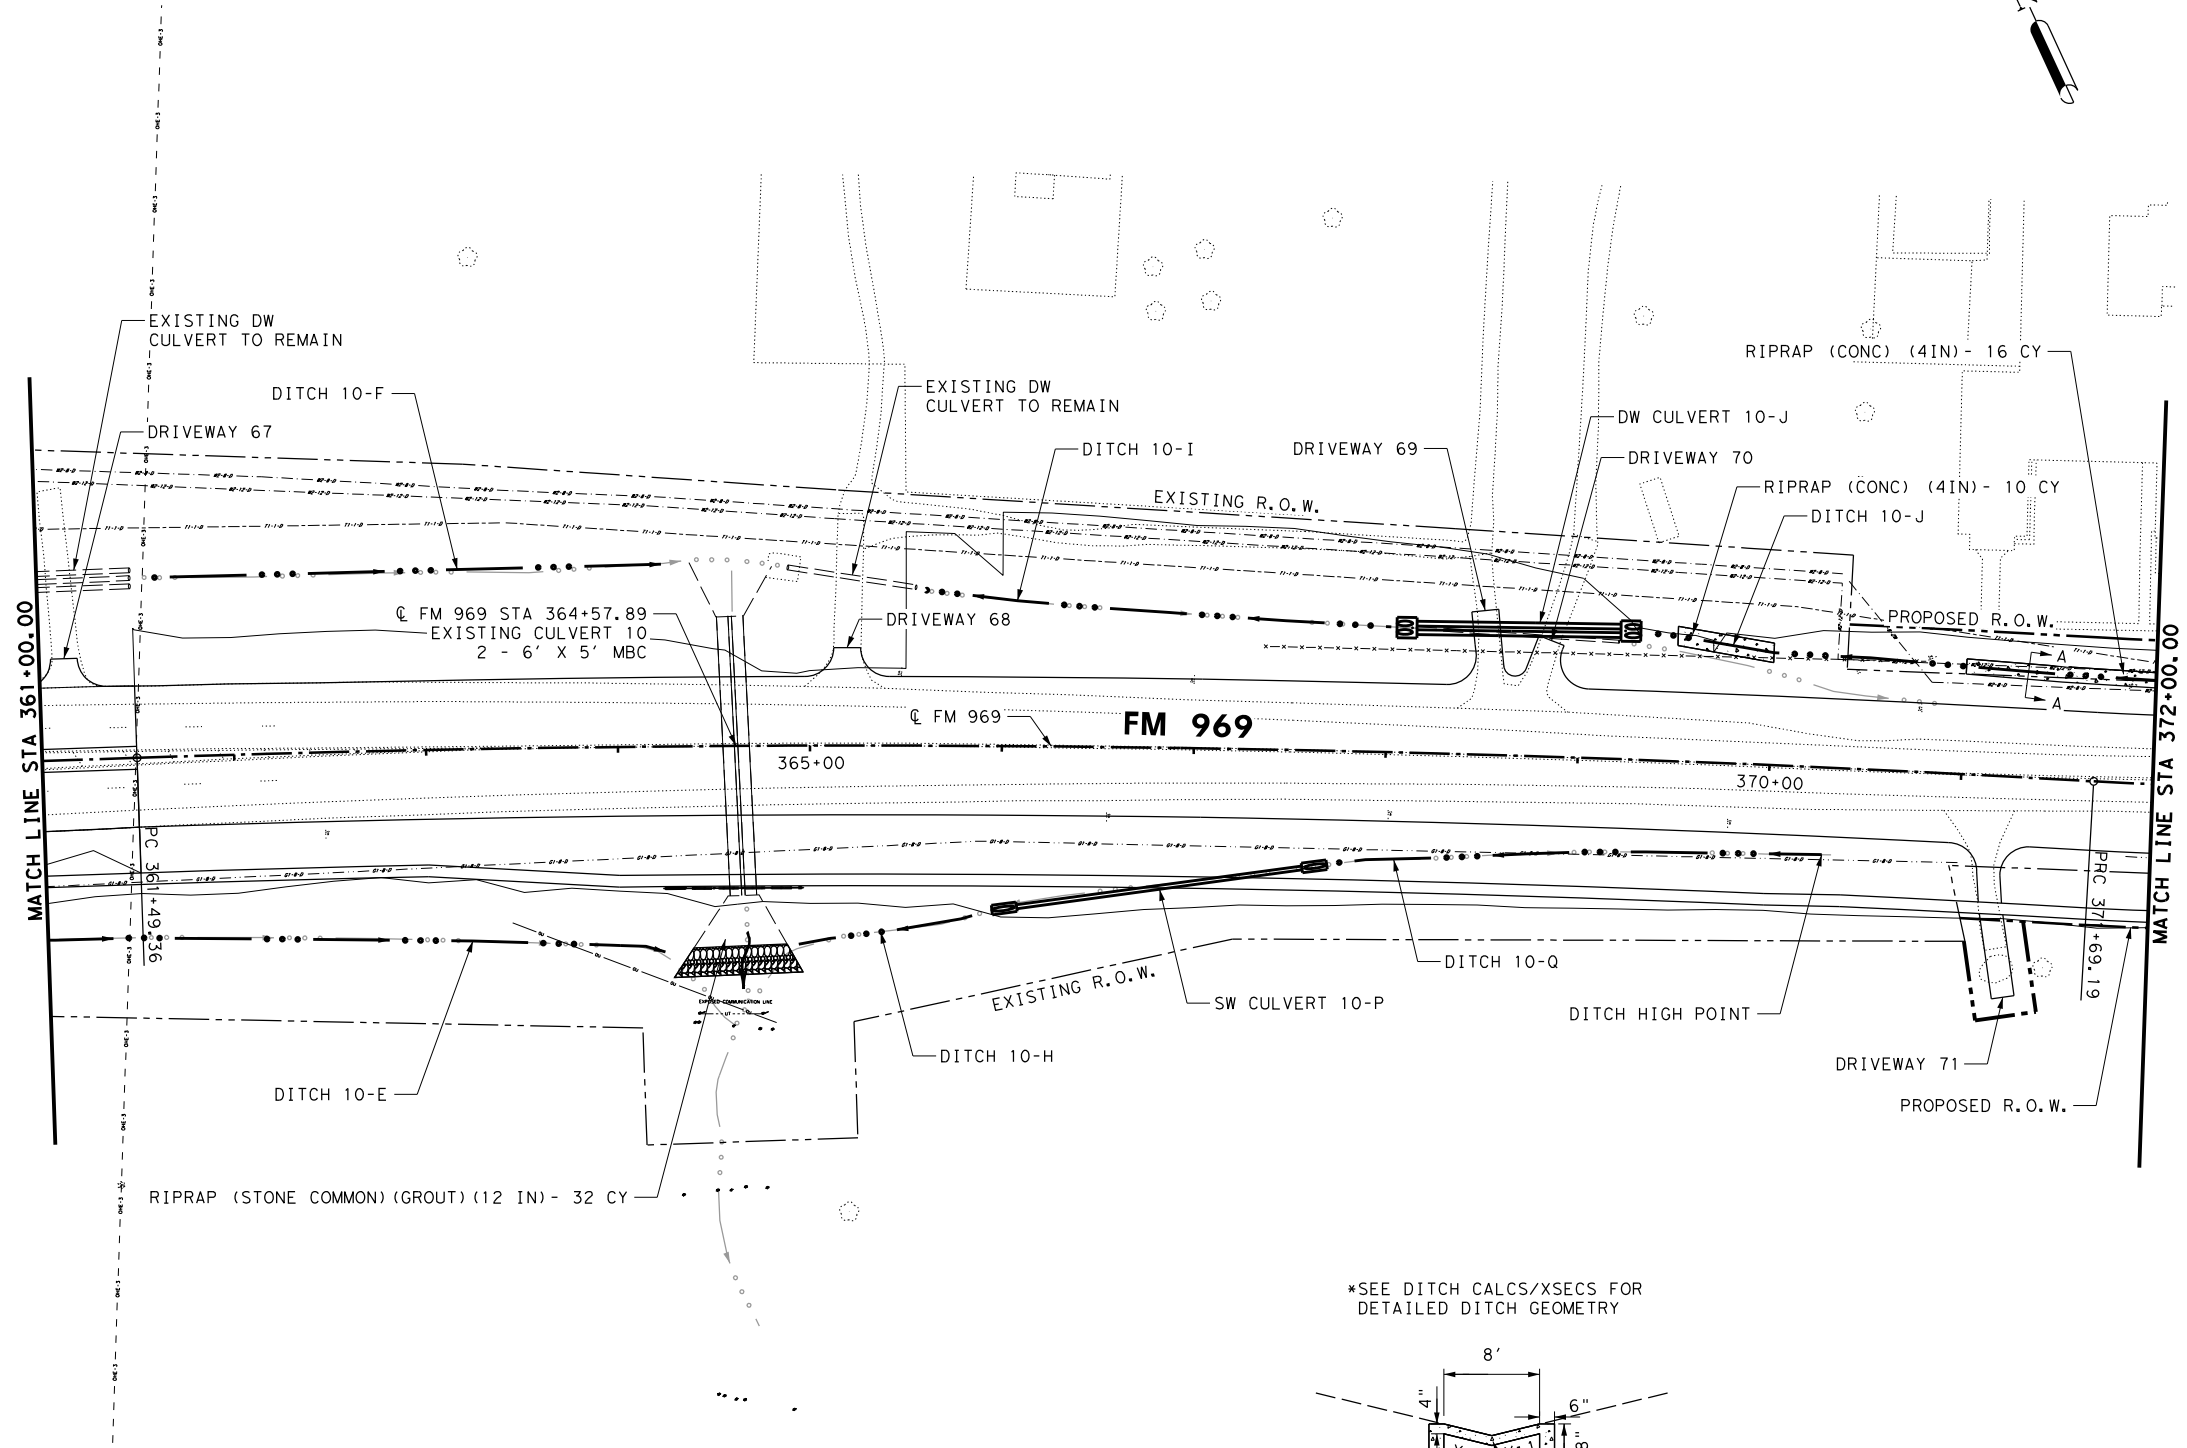 EXISTING DW
CULVERT TO REMAIN
RIPRAP (CONC) (4IN)- 16 CY
DITCH 10-F
EXISTING DW
CULVERT TO REMAIN
DW CULVERT 10-J
DRIVEWAY 67
DITCH 10-I
DRIVEWAY 69
DRIVEWAY 70
EXISTING R.O.W.
RIPRAP (CONC) (4IN)- 10 CY
DITCH 10-J
PROPOSED R.O.W.
℄ FM 969 STA 364+57.89
EXISTING CULVERT 10
2 - 6' X 5' MBC
DRIVEWAY 68
A
A
℄ FM 969
FM 969
365+00
370+00
MATCH LINE STA 361+00.00
MATCH LINE STA 372+00.00
PC 361+49.36
PRC 371+69.19
EXISTING R.O.W.
DITCH 10-Q
SW CULVERT 10-P
EXPOSED COMMUNICATION LINE
DITCH HIGH POINT
DITCH 10-H
DRIVEWAY 71
DITCH 10-E
PROPOSED R.O.W.
RIPRAP (STONE COMMON)(GROUT)(12 IN)- 32 CY
*SEE DITCH CALCS/XSECS FOR
DETAILED DITCH GEOMETRY
8'
4"
6"
8"